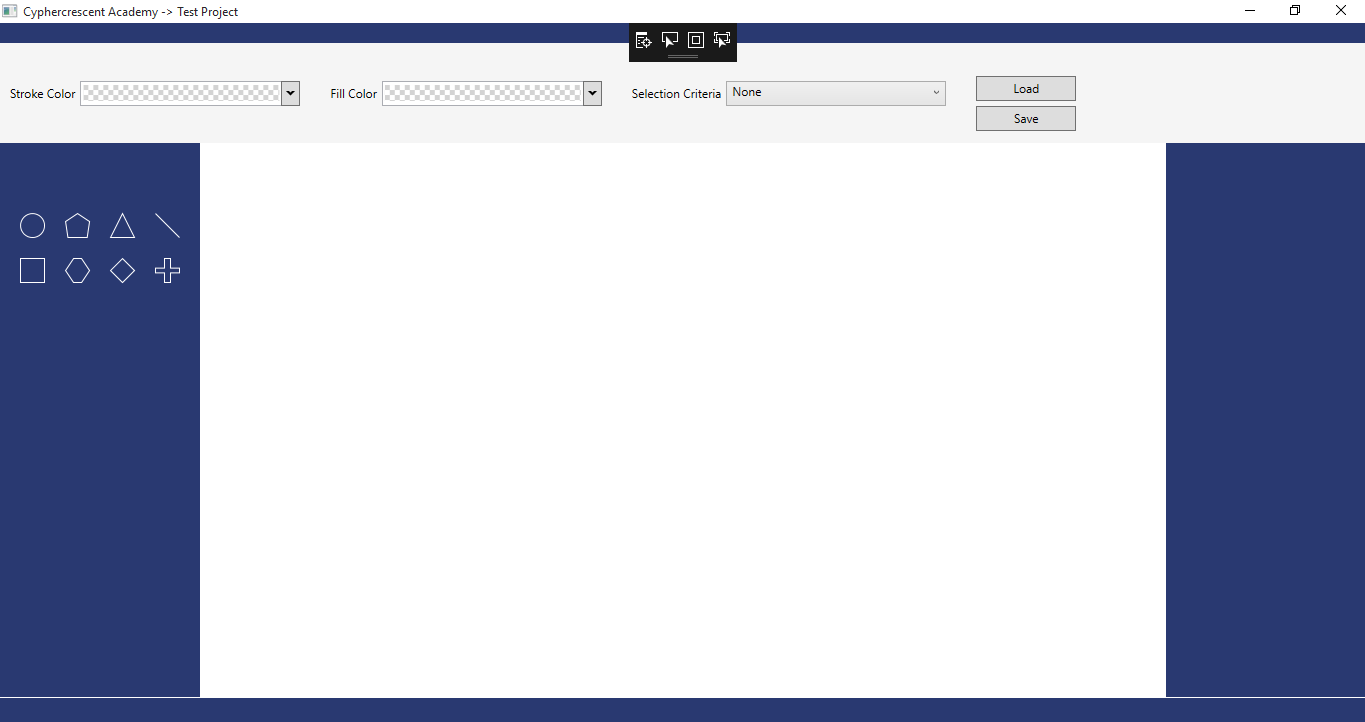 Cyphercrescent Academy -> Test Project
Stroke Color
Fill Color
Selection Criteria
None
Load
Save